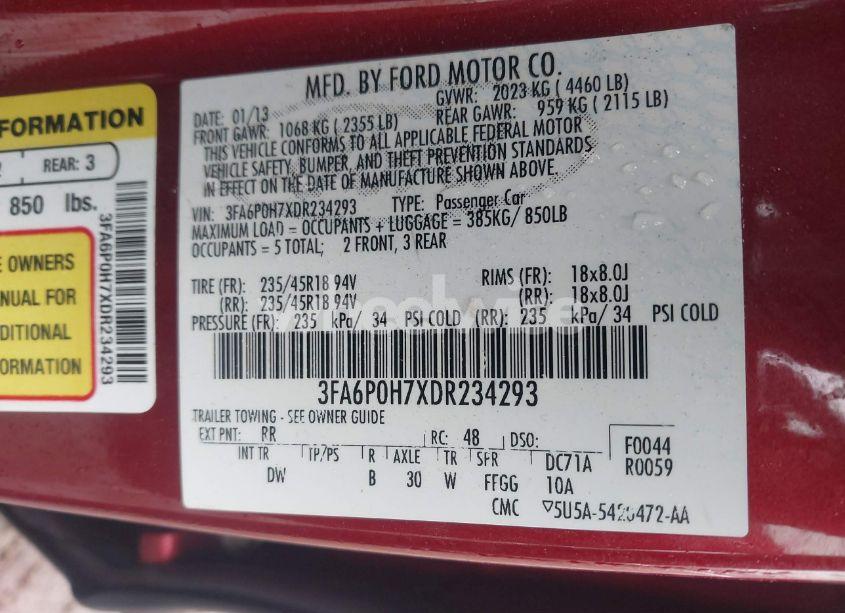 FORMATION
REAR: 3
850 lbs.
E OWNERS
NUAL FOR
DITIONAL
FORMATION
3FA6P0H7XDR234293
MFD. BY FORD MOTOR CO.
DATE: 01/13 GVWR: 2023 KG ( 4460 LB)
FRONT GAWR: 1068 KG ( 2355 LB) REAR GAWR: 959 KG ( 2115 LB)
THIS VEHICLE CONFORMS TO ALL APPLICABLE FEDERAL MOTOR
VEHICLE SAFETY, BUMPER, AND THEFT PREVENTION STANDARDS
IN EFFECT ON THE DATE OF MANUFACTURE SHOWN ABOVE.
VIN: 3FA6P0H7XDR234293 TYPE: Passenger Car
MAXIMUM LOAD = OCCUPANTS + LUGGAGE = 385KG/ 850LB
OCCUPANTS = 5 TOTAL; 2 FRONT, 3 REAR
TIRE (FR): 235/45R18 94V RIMS (FR): 18x8.0J
(RR): 235/45R18 94V (RR): 18x8.0J
PRESSURE (FR): 235 kPa/ 34 PSI COLD (RR): 235 kPa/ 34 PSI COLD
3FA6P0H7XDR234293
TRAILER TOWING - SEE OWNER GUIDE
EXT PNT: RR RC: 48 DSO: F0044
INT TR TP/PS R AXLE TR SPR DC71A R0059
DW B 30 W FFGG 10A
CMC 5U5A-5420472-AA